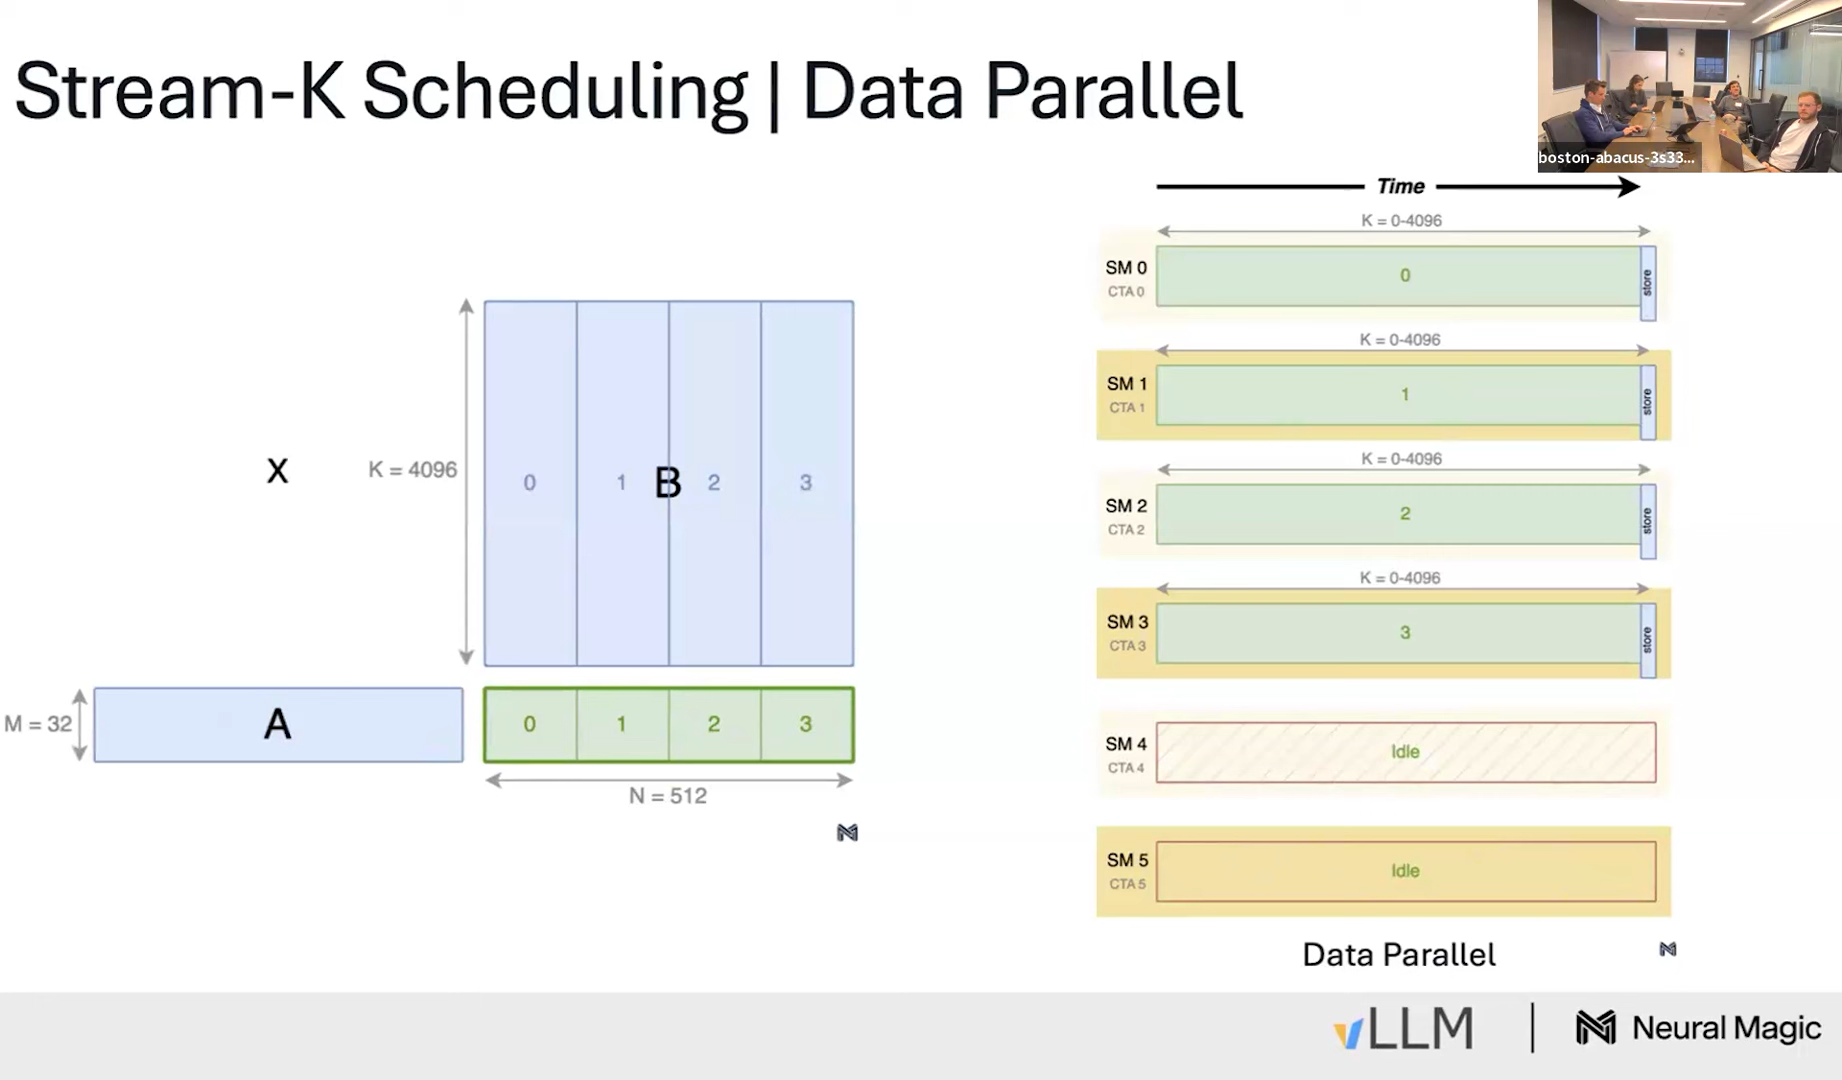 Stream-K Scheduling | Data Parallel
boston-abacus-3s33...
X
K = 4096
0
1
B
2
3
M = 32
A
0
1
2
3
N = 512
Time
K = 0-4096
SM 0
CTA 0
0
store
K = 0-4096
SM 1
CTA 1
1
store
K = 0-4096
SM 2
CTA 2
2
store
K = 0-4096
SM 3
CTA 3
3
store
SM 4
CTA 4
Idle
SM 5
CTA 5
Idle
Data Parallel
vLLM
Neural Magic